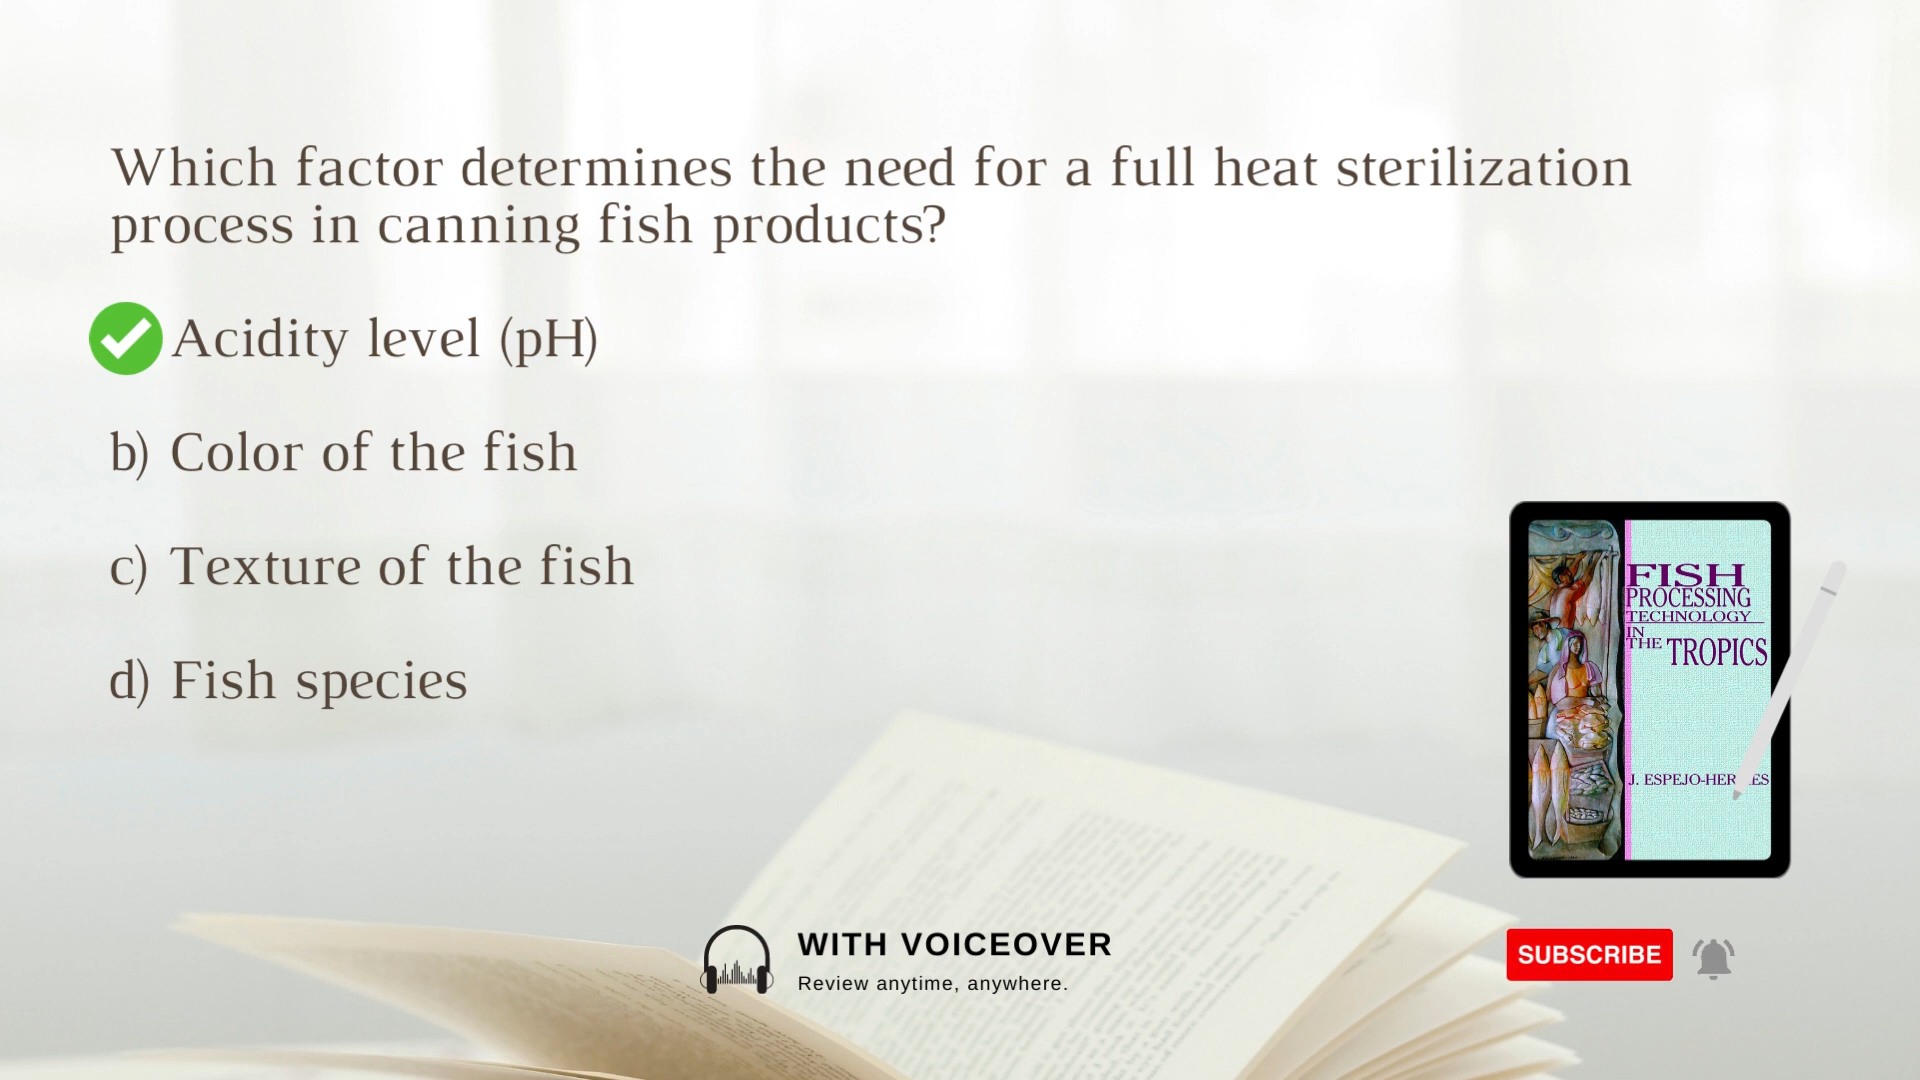 Which factor determines the need for a full heat sterilization
process in canning fish products?
Acidity level (pH)
b) Color of the fish
c) Texture of the fish
d) Fish species
FISH
PROCESSING
TECHNOLOGY
IN
THE TROPICS
WITH VOICEOVER
Review anytime, anywhere.
J. ESPEJO-
SUBSCRIBE